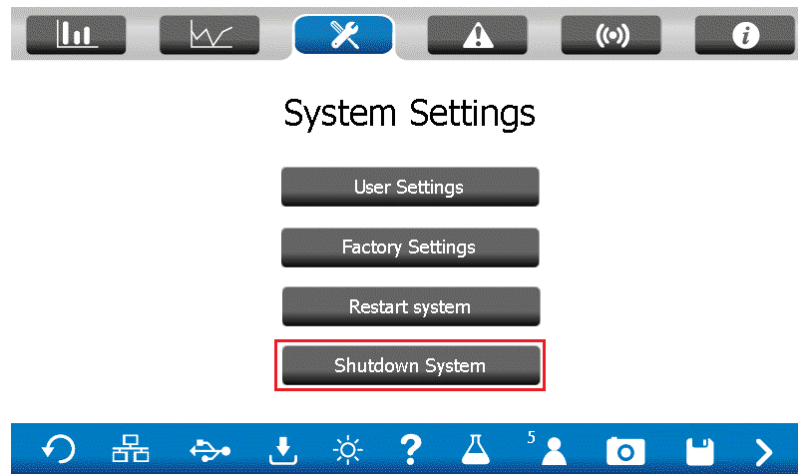 System Settings
User Settings
Factory Settings
Restart system
Shutdown System
5